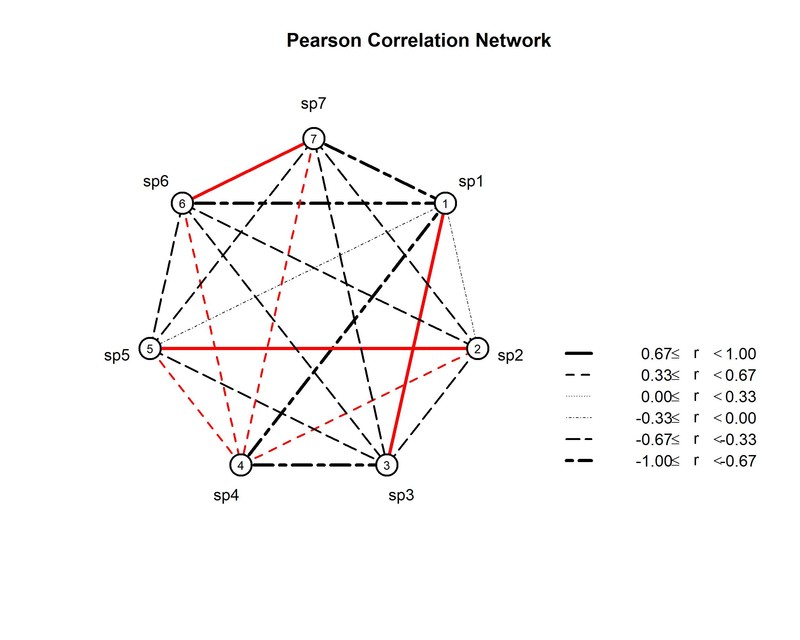 Pearson Correlation Network
sp7
7
sp6
sp1
6
1
5
2
sp5
sp2
4
3
sp4
sp3
0.67≤ r <1.00
0.33≤ r <0.67
0.00≤ r <0.33
-0.33≤ r <0.00
-0.67≤ r <-0.33
-1.00≤ r <-0.67